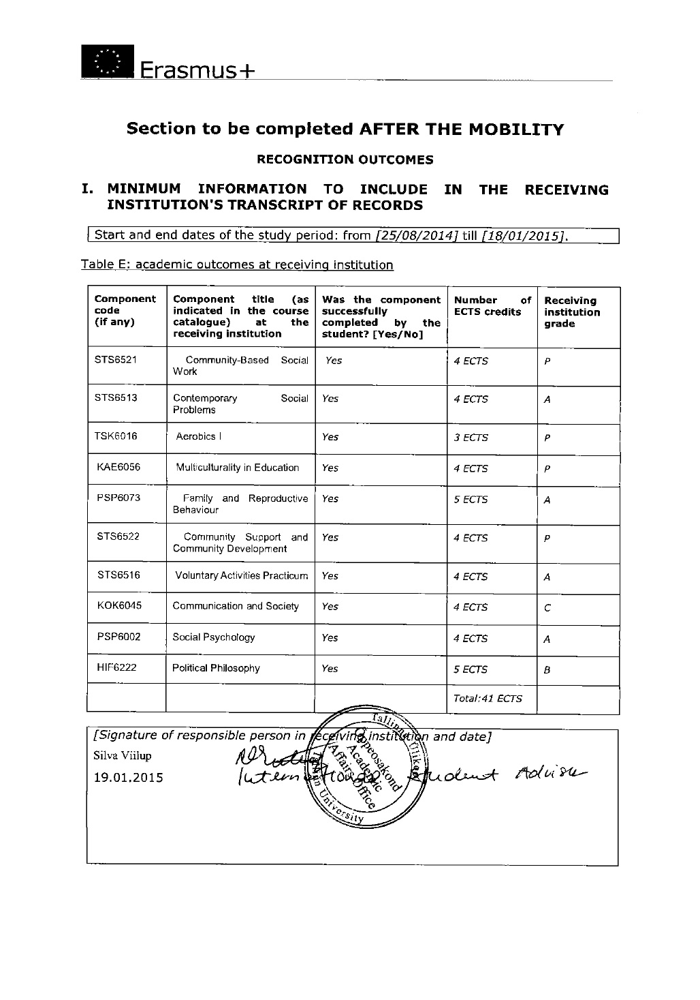 Erasmus+
Section to be completed AFTER THE MOBILITY
RECOGNITION OUTCOMES
I. MINIMUM INFORMATION TO INCLUDE IN THE RECEIVING
INSTITUTION'S TRANSCRIPT OF RECORDS
Start and end dates of the study period: from [25/08/2014] till [18/01/2015].
Table E: academic outcomes at receiving institution
Component code (if any) Component title (as indicated in the course catalogue) at the receiving institution Was the component successfully completed by the student? [Yes/No] Number of ECTS credits Receiving institution grade
STS6521 Community-Based Social Work Yes 4 ECTS P
STS6513 Contemporary Social Problems Yes 4 ECTS A
TSK6016 Aerobics I Yes 3 ECTS P
KAE6056 Multiculturality in Education Yes 4 ECTS P
PSP6073 Family and Reproductive Behaviour Yes 5 ECTS A
STS6522 Community Support and Community Development Yes 4 ECTS P
STS6516 Voluntary Activities Practicum Yes 4 ECTS A
KOK6045 Communication and Society Yes 4 ECTS C
PSP6002 Social Psychology Yes 4 ECTS A
HIF6222 Political Philosophy Yes 5 ECTS B
Total:41 ECTS
[Signature of responsible person in receiving institution and date]
Silva Viilup
19.01.2015
International Student Adviser
Tallinna Ülikool
Õppeosakond
Academic
Affairs Office
Tallinn University